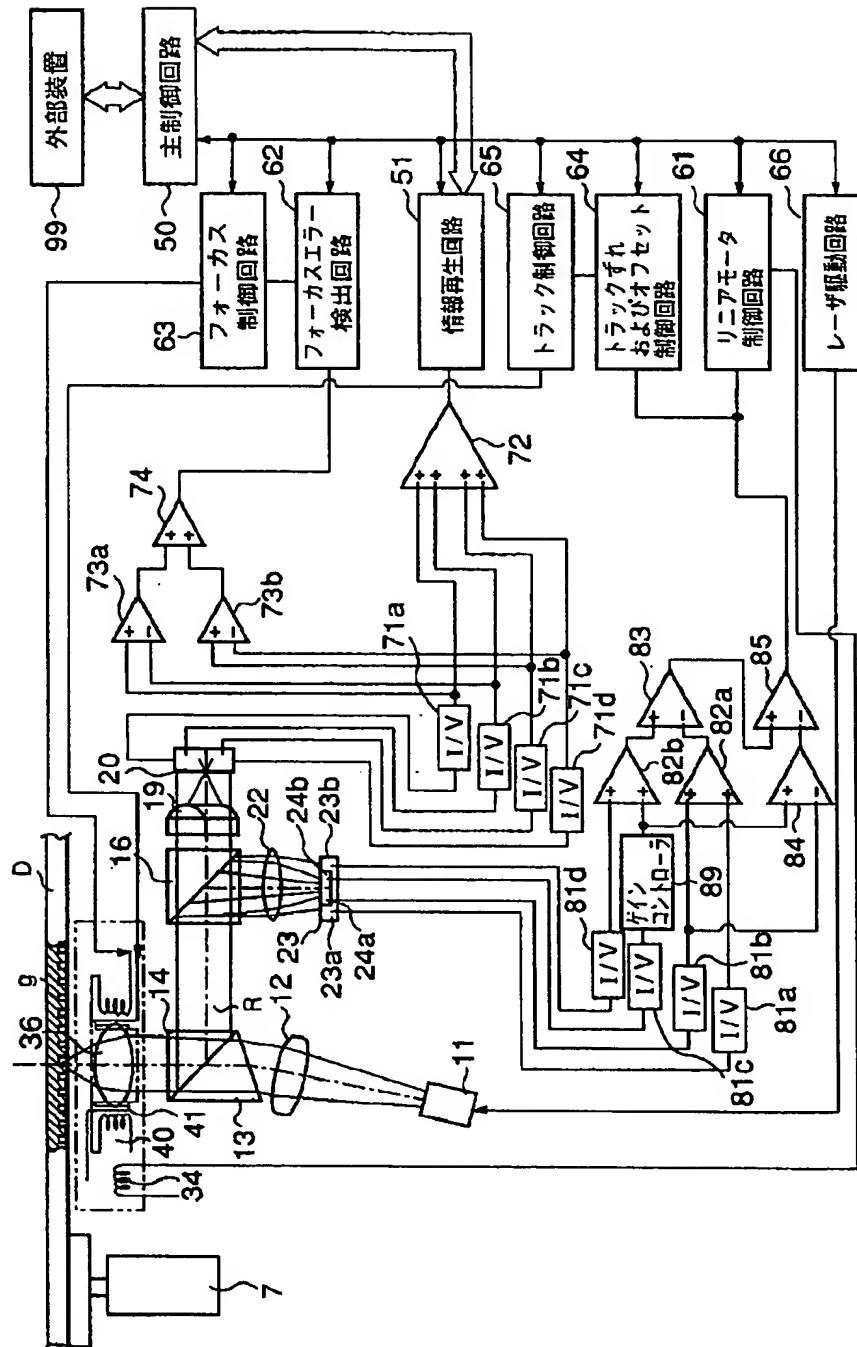 外部装置
99
主制御回路
50
フォーカス
制御回路
63
フォーカスエラー
検出回路
62
情報再生回路
51
トラック制御回路
65
トラックずれ
およびオフセット
制御回路
64
リニアモータ
制御回路
61
レーザ駆動回路
66
74
+
+
73a
+
-
73b
+
-
72
+
+
+
+
71a
I/V
71b
I/V
71c
I/V
71d
I/V
83
+
-
85
+
-
82b
+
+
82a
+
+
84
+
-
ゲイン
コントローラ
89
81d
I/V
81c
I/V
81b
I/V
81a
I/V
D
9
36
40
41
34
7
14
13
12
11
R
16
19
20
22
24b
23b
23
23a
24a